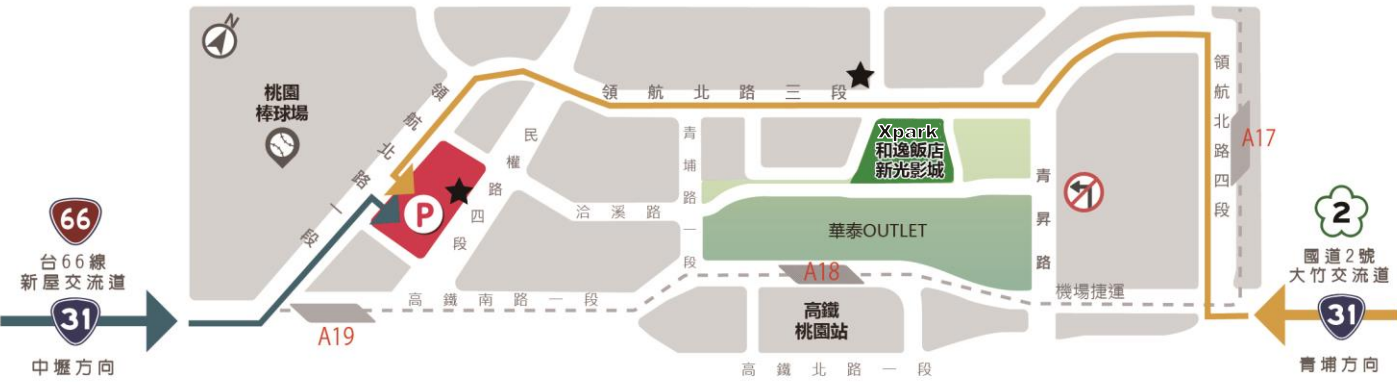 N
桃園
棒球場
領航北路一段
領航北路三段
民權路四段
青埔路一段
洽溪路
Xpark
和逸飯店
新光影城
華泰OUTLET
青昇路
領航北路四段
A17
A18
A19
P
高鐵南路一段
機場捷運
高鐵
桃園站
高鐵北路一段
66
台66線
新屋交流道
31
中壢方向
2
國道2號
大竹交流道
31
青埔方向